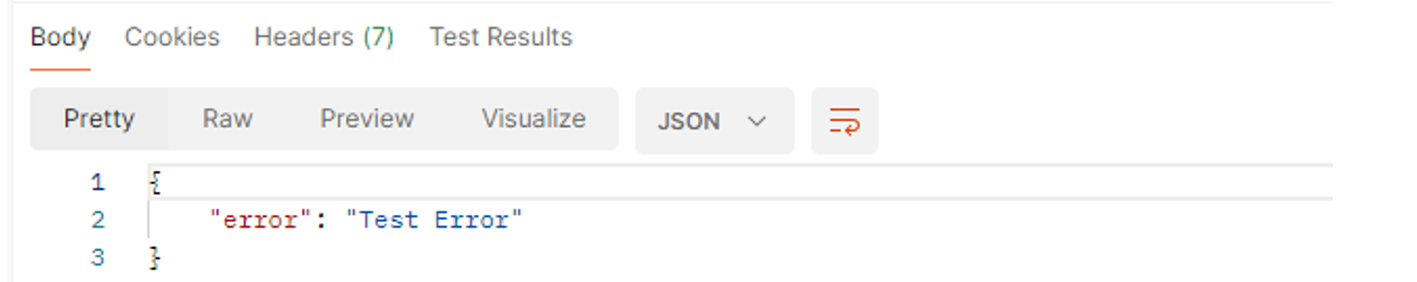 Body Cookies Headers (7) Test Results
Pretty Raw Preview Visualize JSON
1 {
2 "error": "Test Error"
3 }